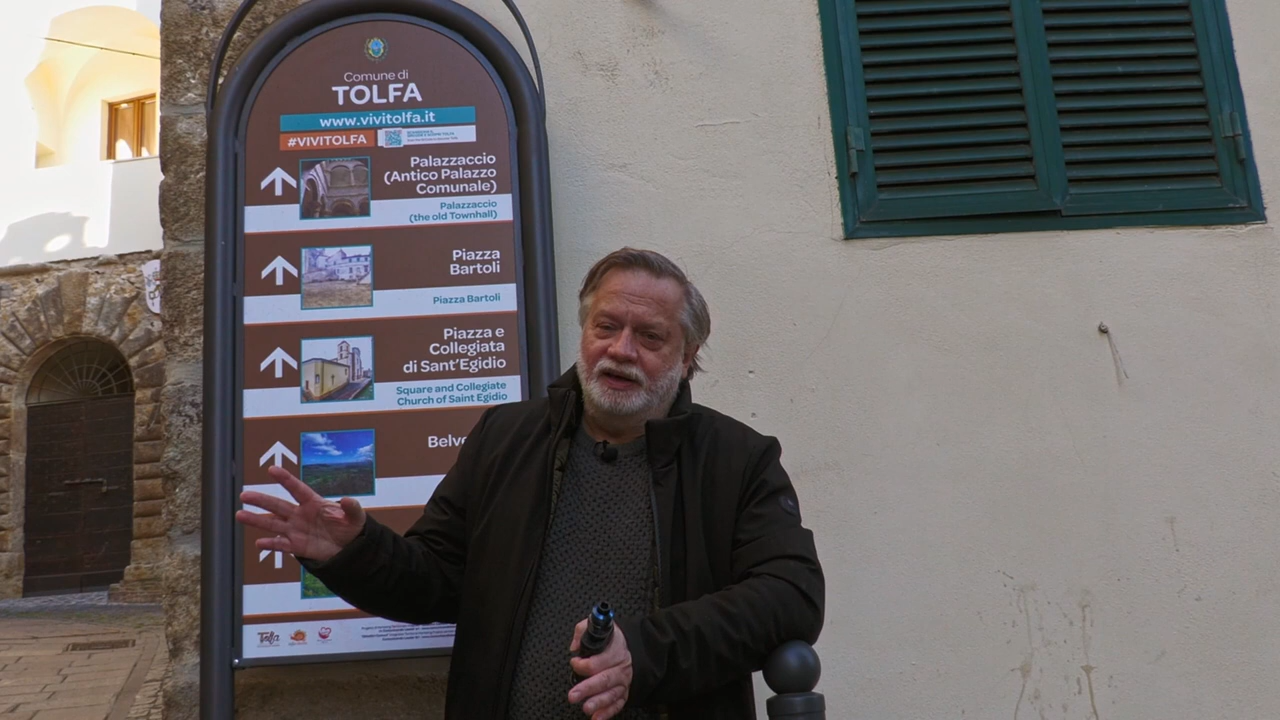 Comune di
TOLFA
www.vivitolfa.it
#VIVITOLFA
Palazzaccio
(Antico Palazzo
Comunale)
Palazzaccio
(the old Townhall)
Piazza
Bartoli
Piazza Bartoli
Piazza e
Collegiata
di Sant'Egidio
Square and Collegiate
Church of Saint Egidio
Tolfa